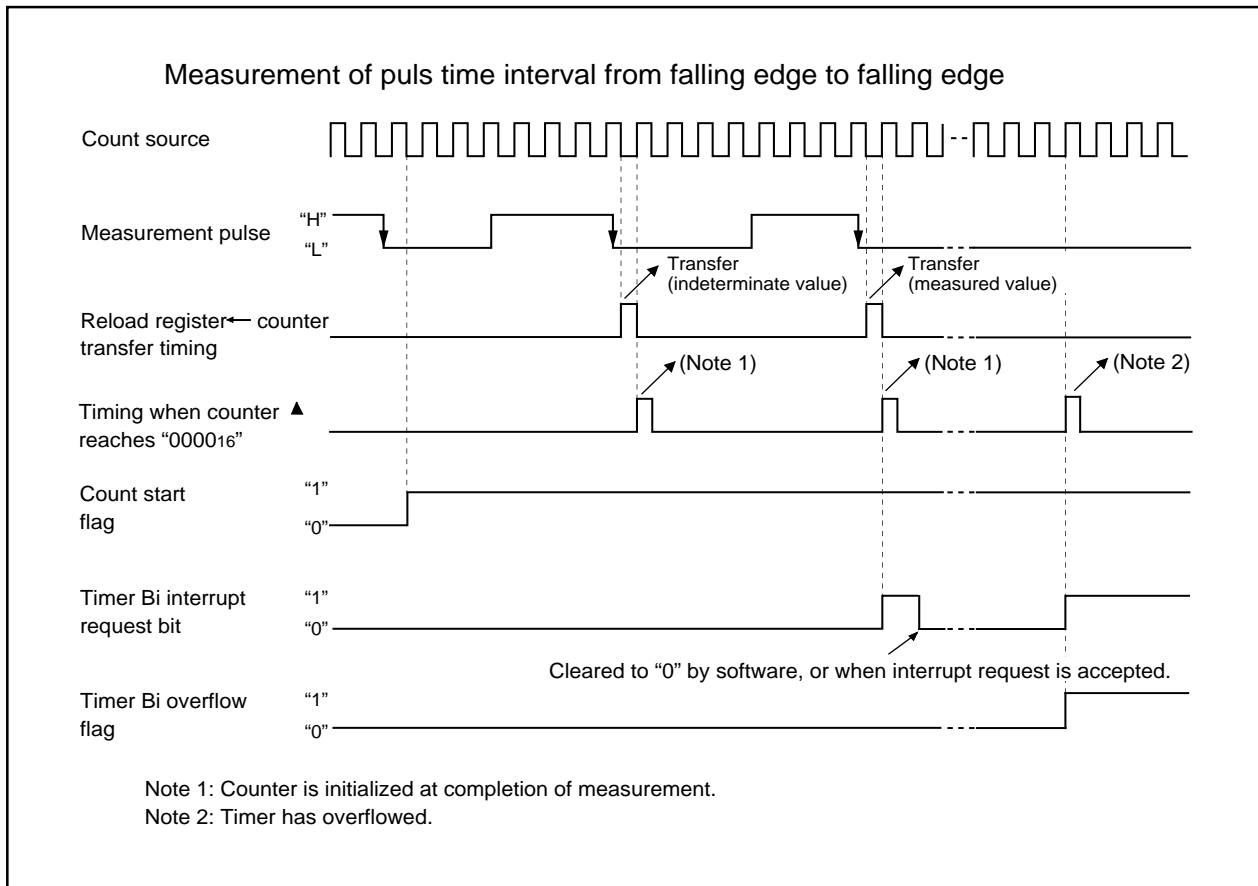 Measurement of puls time interval from falling edge to falling edge
Count source
Measurement pulse
“H”
“L”
Transfer
(indeterminate value)
Transfer
(measured value)
Reload register ← counter
transfer timing
(Note 1)
(Note 1)
(Note 2)
Timing when counter
reaches “000016”
Count start
flag
“1”
“0”
Timer Bi interrupt
request bit
“1”
“0”
Cleared to “0” by software, or when interrupt request is accepted.
Timer Bi overflow
flag
“1”
“0”
Note 1: Counter is initialized at completion of measurement.
Note 2: Timer has overflowed.